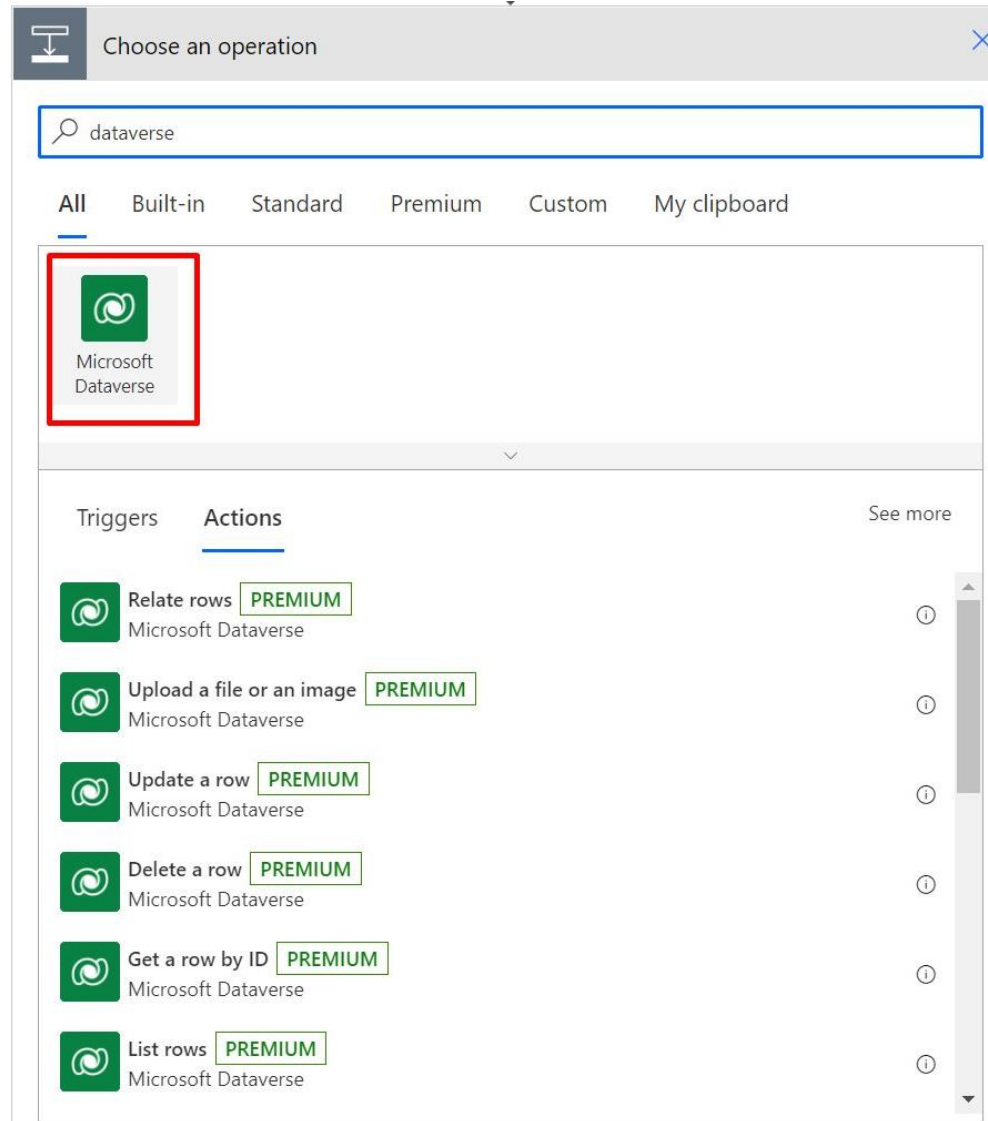 Choose an operation
dataverse
All Built-in Standard Premium Custom My clipboard
Microsoft
Dataverse
Triggers Actions See more
Relate rows PREMIUM
Microsoft Dataverse
Upload a file or an image PREMIUM
Microsoft Dataverse
Update a row PREMIUM
Microsoft Dataverse
Delete a row PREMIUM
Microsoft Dataverse
Get a row by ID PREMIUM
Microsoft Dataverse
List rows PREMIUM
Microsoft Dataverse